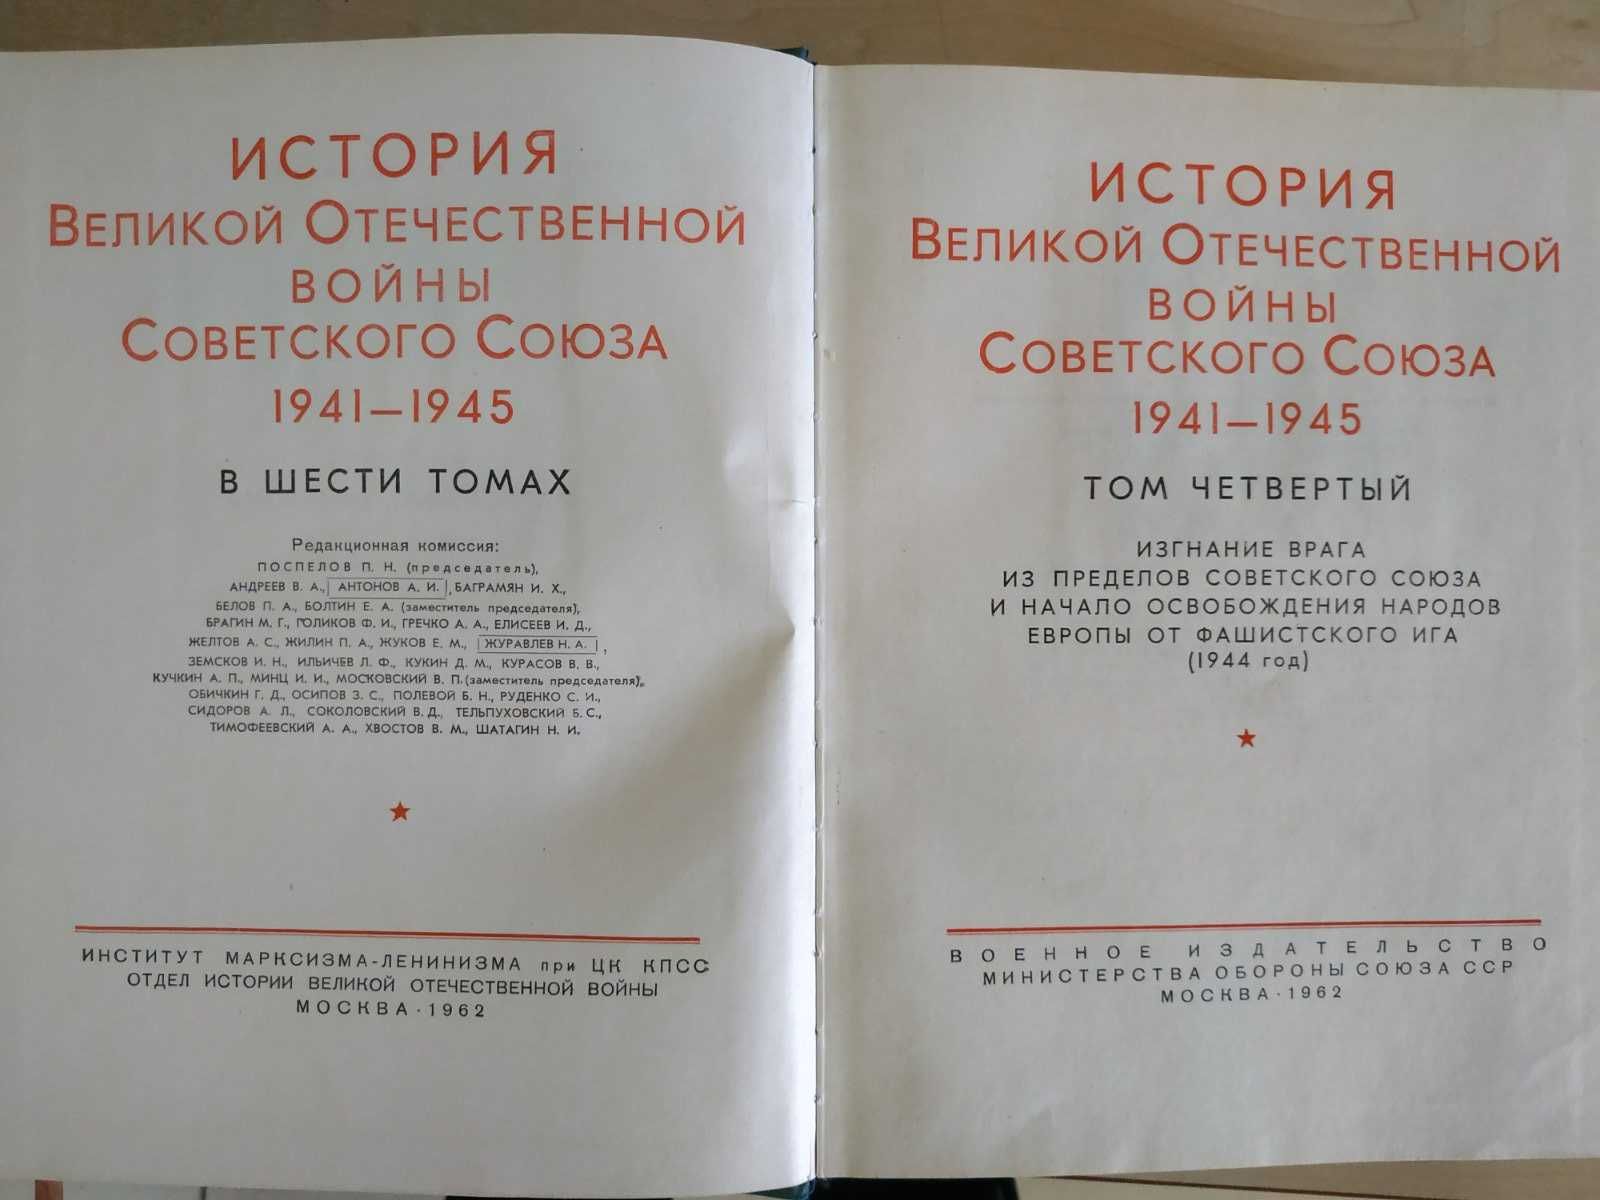 ИСТОРИЯ
ВЕЛИКОЙ ОТЕЧЕСТВЕННОЙ
ВОЙНЫ
СОВЕТСКОГО СОЮЗА
1941—1945
В ШЕСТИ ТОМАХ
Редакционная комиссия:
ПОСПЕЛОВ П. Н. (председатель),
АНДРЕЕВ В. А., АНТОНОВ А. И., БАГРАМЯН И. Х.,
БЕЛОВ П. А., БОЛТИН Е. А. (заместитель председателя),
БРАГИН М. Г., ГОЛИКОВ Ф. И., ГРЕЧКО А. А., ЕЛИСЕЕВ И. Д.,
ЖЕЛТОВ А. С., ЖИЛИН П. А., ЖУКОВ Е. М., ЖУРАВЛЕВ Н. А.,
ЗЕМСКОВ И. Н., ИЛЬИЧЕВ Л. Ф., КУКИН Д. М., КУРАСОВ В. В.,
КУЧКИН А. П., МИНЦ И. И., МОСКОВСКИЙ В. П. (заместитель председателя),
ОБИЧКИН Г. Д., ОСИПОВ З. С., ПОЛЕВОЙ Б. Н., РУДЕНКО С. И.,
СИДОРОВ А. Л., СОКОЛОВСКИЙ В. Д., ТЕЛЬПУХОВСКИЙ Б. С.,
ТИМОФЕЕВСКИЙ А. А., ХВОСТОВ В. М., ШАТАГИН Н. И.
ИНСТИТУТ МАРКСИЗМА-ЛЕНИНИЗМА при ЦК КПСС
ОТДЕЛ ИСТОРИИ ВЕЛИКОЙ ОТЕЧЕСТВЕННОЙ ВОЙНЫ
МОСКВА · 1962
ИСТОРИЯ
ВЕЛИКОЙ ОТЕЧЕСТВЕННОЙ
ВОЙНЫ
СОВЕТСКОГО СОЮЗА
1941—1945
ТОМ ЧЕТВЕРТЫЙ
ИЗГНАНИЕ ВРАГА
ИЗ ПРЕДЕЛОВ СОВЕТСКОГО СОЮЗА
И НАЧАЛО ОСВОБОЖДЕНИЯ НАРОДОВ
ЕВРОПЫ ОТ ФАШИСТСКОГО ИГА
(1944 год)
ВОЕННОЕ ИЗДАТЕЛЬСТВО
МИНИСТЕРСТВА ОБОРОНЫ СОЮЗА ССР
МОСКВА · 1962